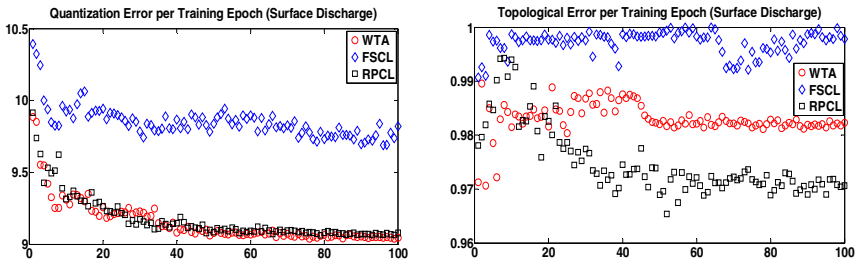 Quantization Error per Training Epoch (Surface Discharge)
10.5
10
9.5
9
0 20 40 60 80 100
WTA
FSCL
RPCL
Topological Error per Training Epoch (Surface Discharge)
1
0.99
0.98
0.97
0.96
0 20 40 60 80 100
WTA
FSCL
RPCL